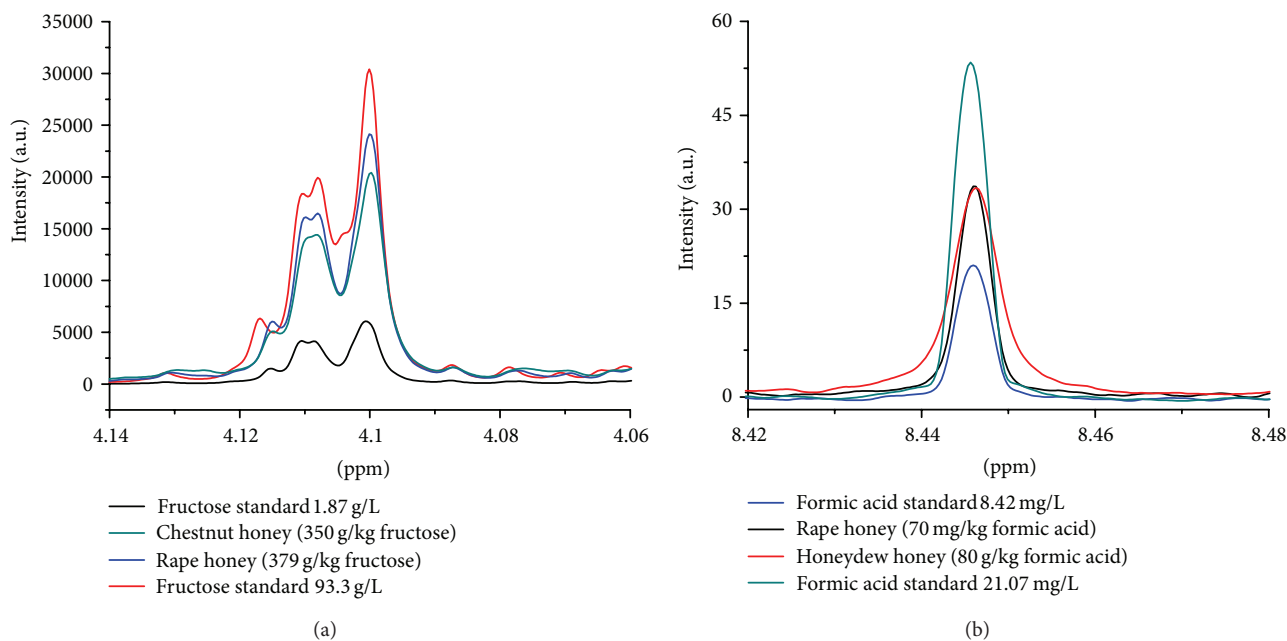 35000
30000
25000
20000
15000
10000
5000
0
Intensity (a.u.)
4.14 4.12 4.1 4.08 4.06
(ppm)
Fructose standard 1.87 g/L
Chestnut honey (350 g/kg fructose)
Rape honey (379 g/kg fructose)
Fructose standard 93.3 g/L
(a)
60
45
30
15
0
Intensity (a.u.)
8.42 8.44 8.46 8.48
(ppm)
Formic acid standard 8.42 mg/L
Rape honey (70 mg/kg formic acid)
Honeydew honey (80 g/kg formic acid)
Formic acid standard 21.07 mg/L
(b)